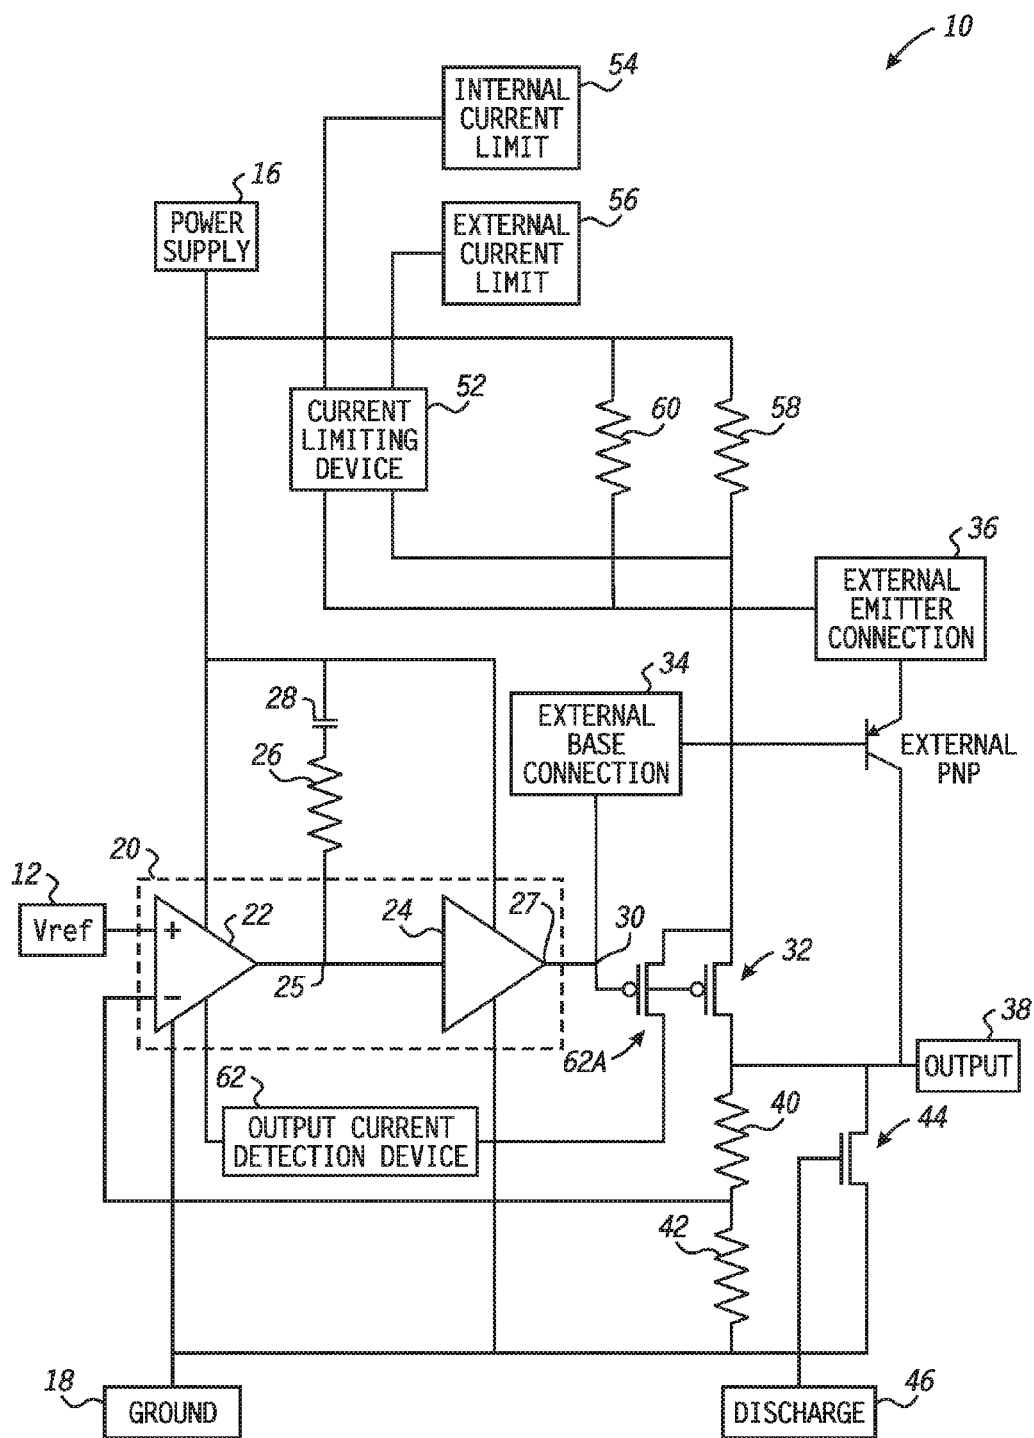 10
54
INTERNAL
CURRENT
LIMIT
16
POWER
SUPPLY
56
EXTERNAL
CURRENT
LIMIT
52
CURRENT
LIMITING
DEVICE
60
58
36
EXTERNAL
EMITTER
CONNECTION
34
EXTERNAL
BASE
CONNECTION
28
26
EXTERNAL
PNP
20
12
Vref
+
−
22
24
27
25
30
32
62A
38
OUTPUT
62
OUTPUT CURRENT
DETECTION DEVICE
40
44
42
18
GROUND
DISCHARGE
46